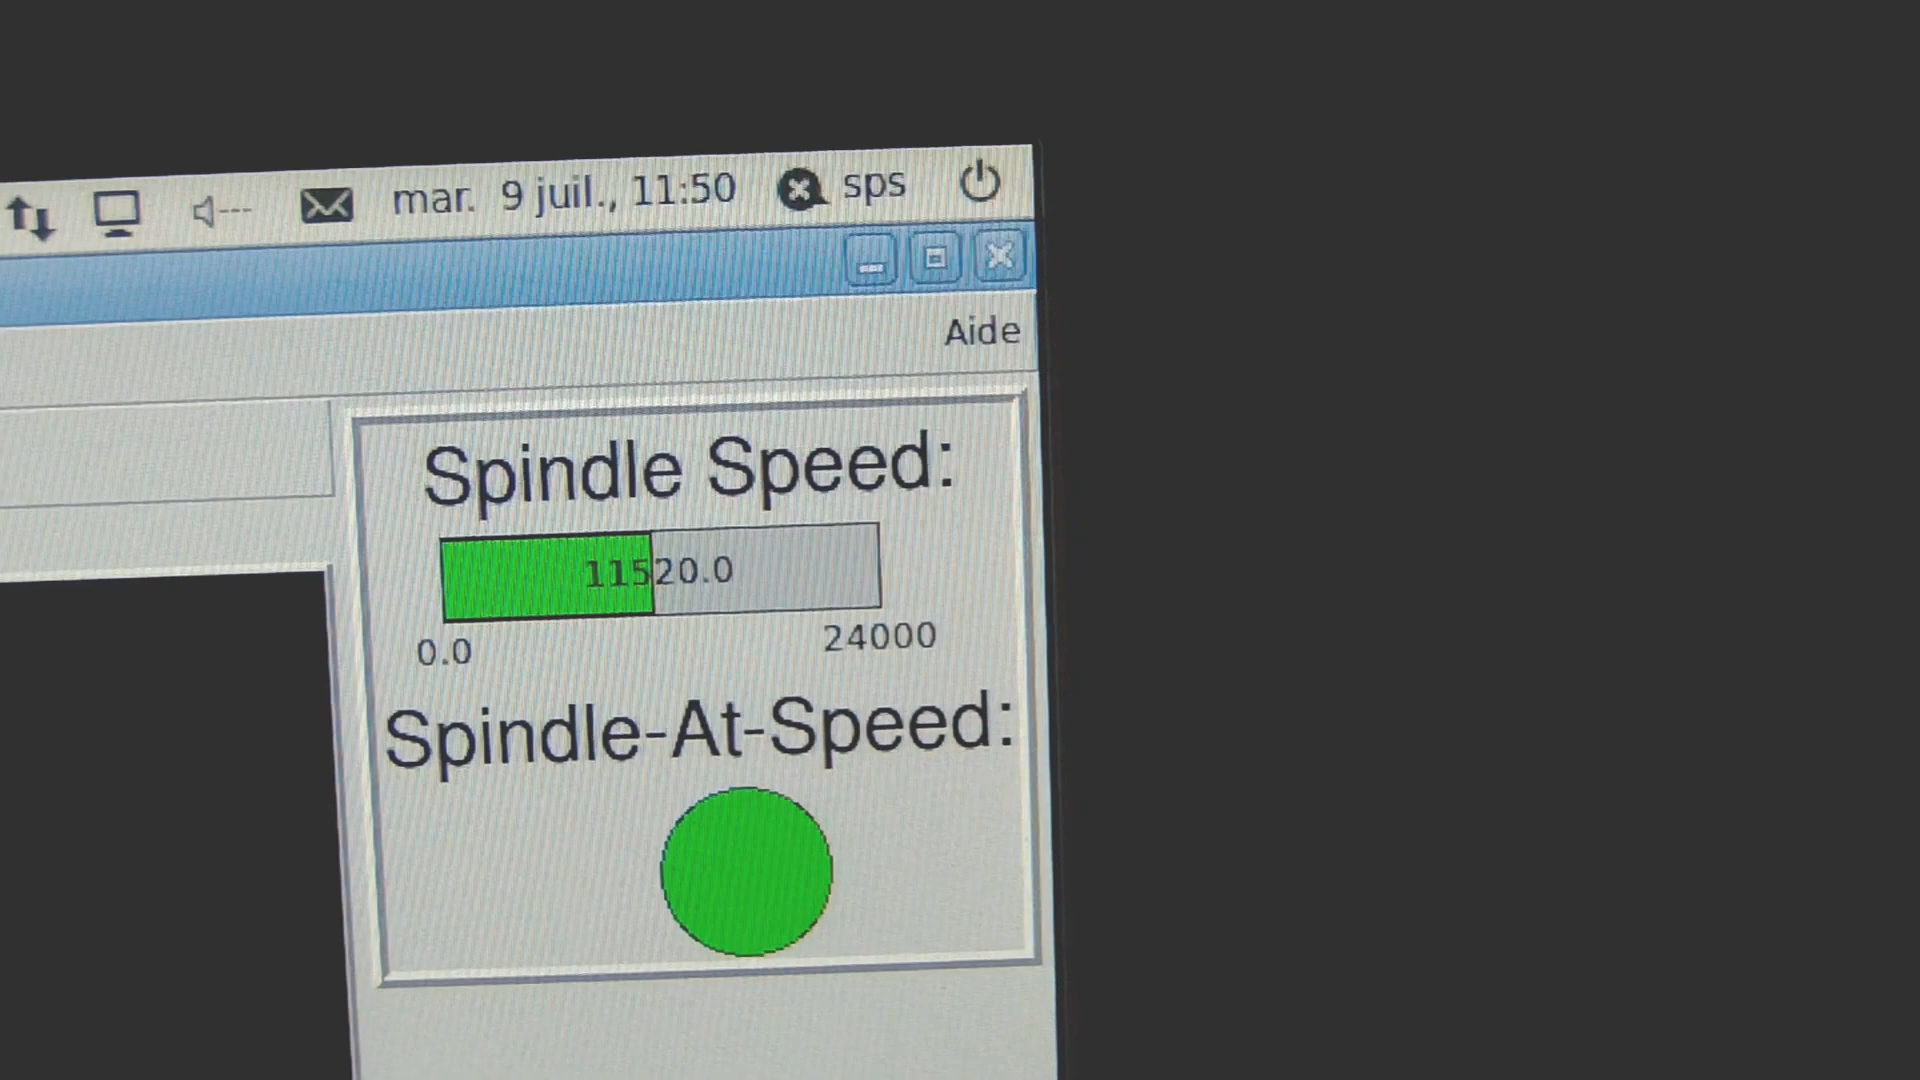 mar. 9 juil., 11:50 sps
Aide
Spindle Speed:
11520.0
0.0 24000
Spindle-At-Speed: